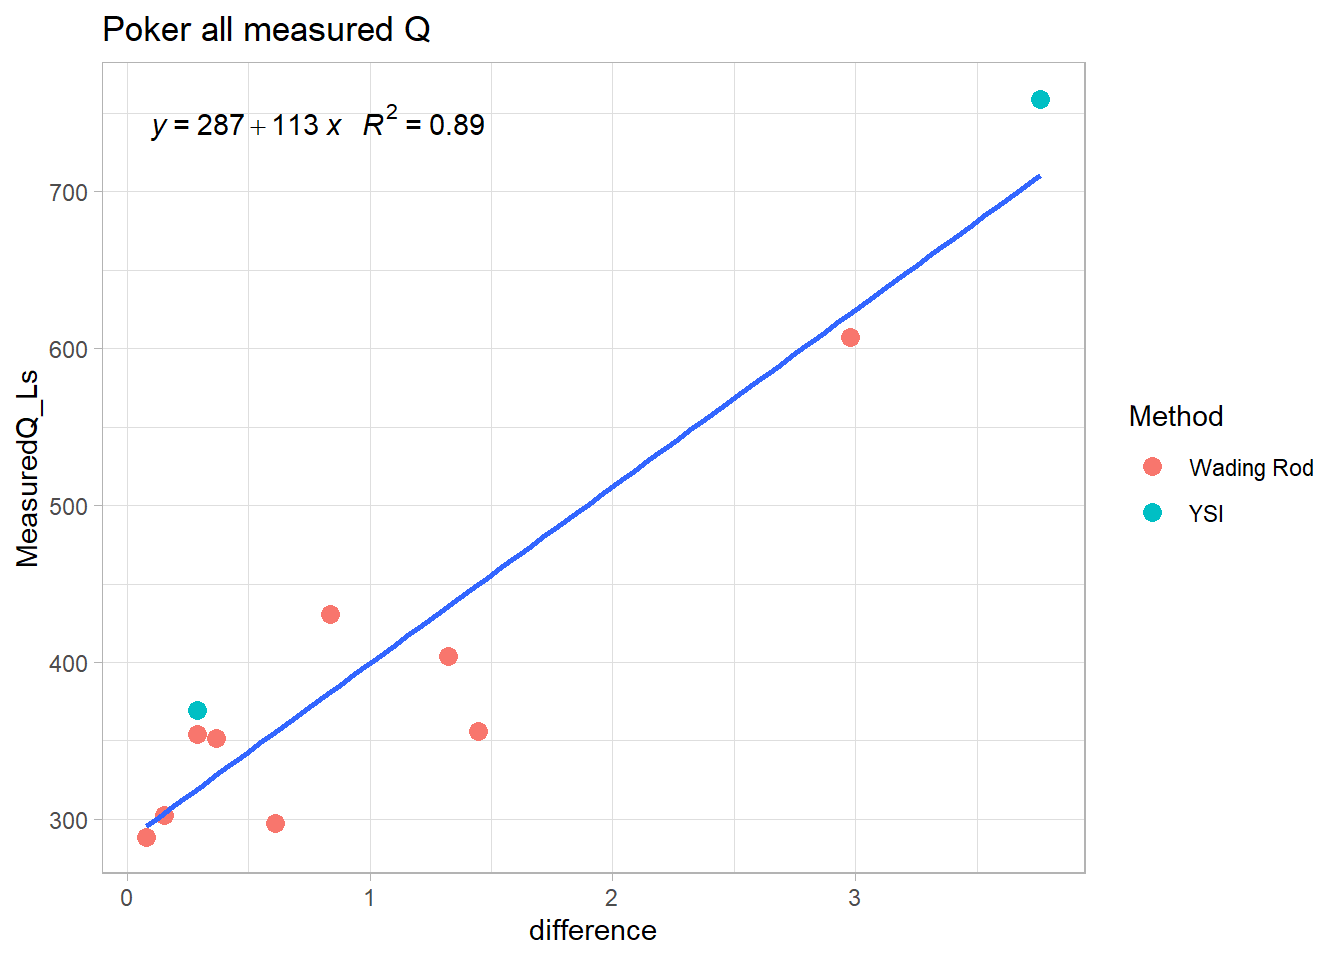 Poker all measured Q
y = 287 + 113 x   R² = 0.89
700
600
500
400
300
MeasuredQ_Ls
0 1 2 3
difference
Method
Wading Rod
YSI